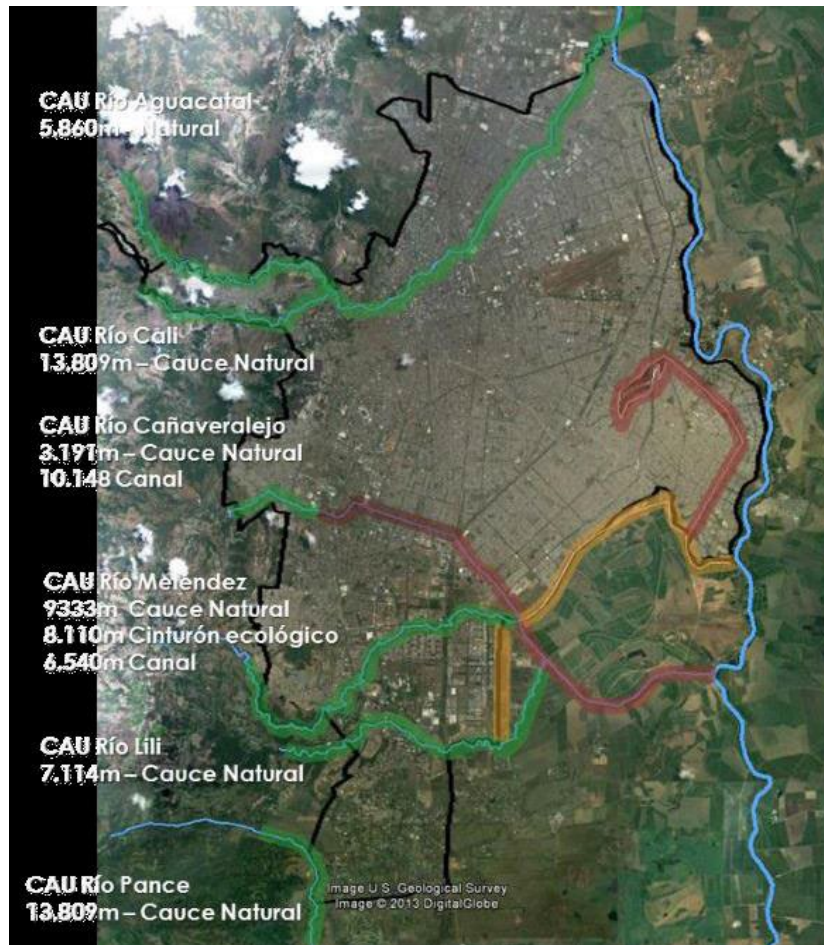 CAU Río Aguacatal
5.860m – Natural
CAU Río Cali
13.809m – Cauce Natural
CAU Río Cañaveralejo
3.191m – Cauce Natural
10.148 Canal
CAU Río Meléndez
9333m Cauce Natural
8.110m Cinturón ecológico
6.540m Canal
CAU Río Lili
7.114m – Cauce Natural
CAU Río Pance
13.809m – Cauce Natural
Image U.S. Geological Survey
Image © 2013 DigitalGlobe